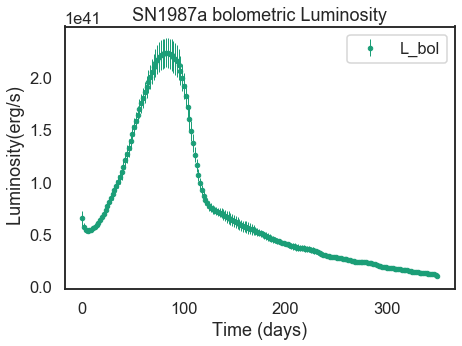 SN1987a bolometric Luminosity
1e41
L_bol
Luminosity(erg/s)
2.0
1.5
1.0
0.5
0.0
0 100 200 300
Time (days)